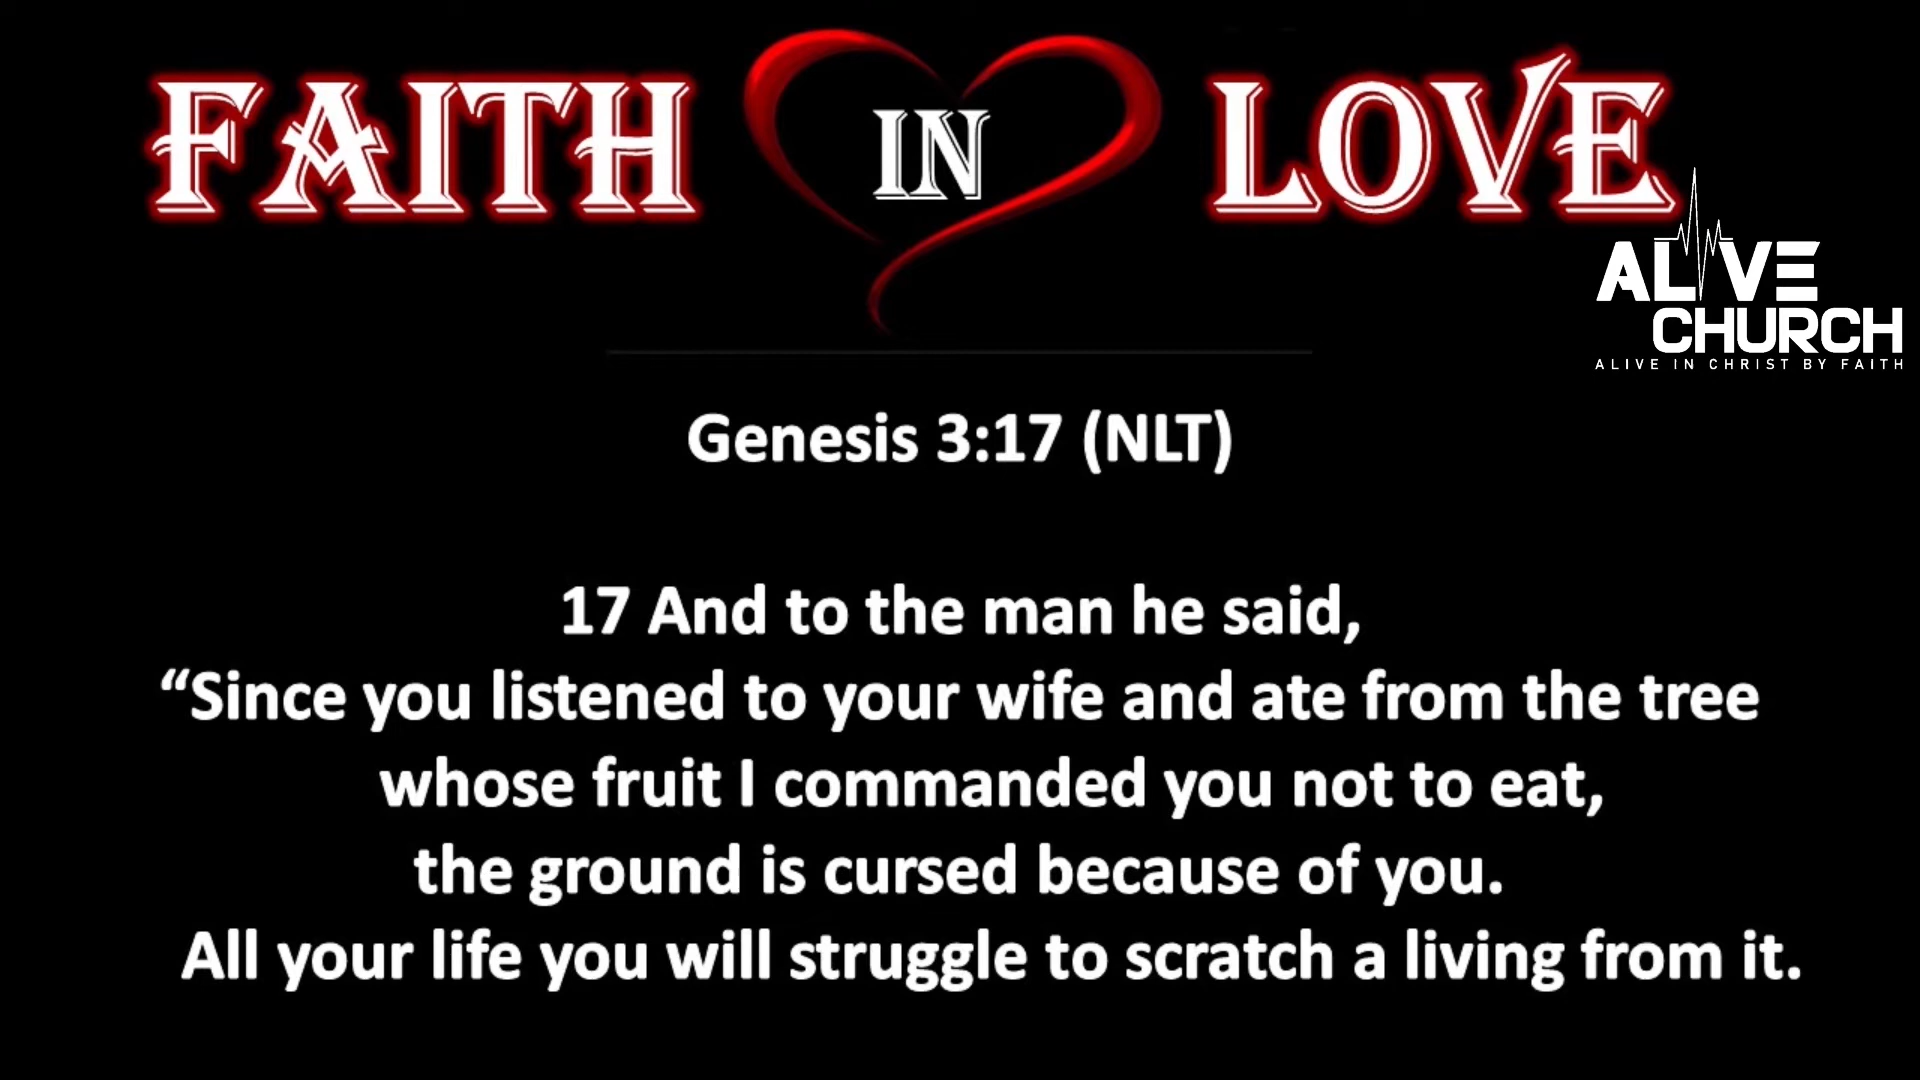 FAITH IN LOVE
ALIVE
CHURCH
ALIVE IN CHRIST BY FAITH
Genesis 3:17 (NLT)
17 And to the man he said,
“Since you listened to your wife and ate from the tree
whose fruit I commanded you not to eat,
the ground is cursed because of you.
All your life you will struggle to scratch a living from it.